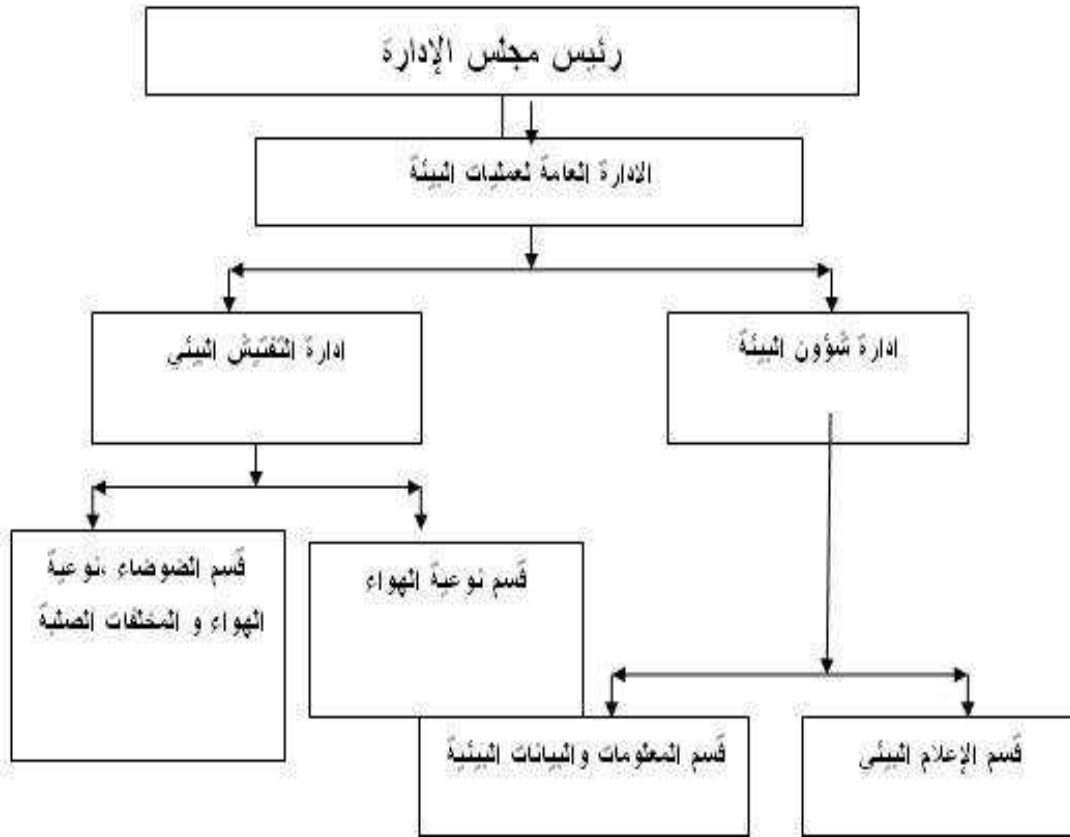 رئيس مجلس الإدارة
الادارة العامة لعمليات البيئة
ادارة شؤون البيئة
ادارة التفتيش البيئي
قسم الضوضاء ،نوعية
الهواء و المخلفات الصلبة
قسم نوعية الهواء
قسم الإعلام البيئي
قسم المعلومات والبيانات البيئية